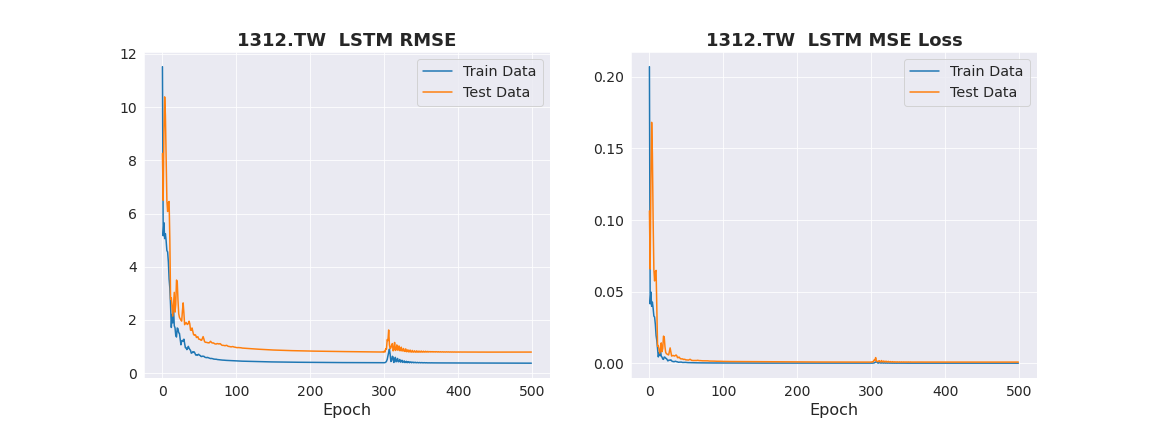 1312.TW  LSTM RMSE
12
10
8
6
4
2
0
0 100 200 300 400 500
Epoch
Train Data
Test Data
1312.TW  LSTM MSE Loss
0.20
0.15
0.10
0.05
0.00
0 100 200 300 400 500
Epoch
Train Data
Test Data